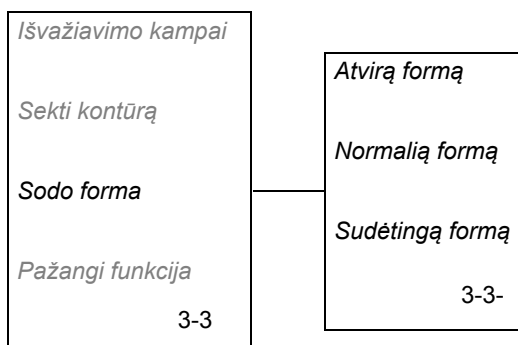 Išvažiavimo kampai
Sekti kontūrą
Sodo forma
Pažangi funkcija
3-3
Atvirą formą
Normalią formą
Sudėtingą formą
3-3-